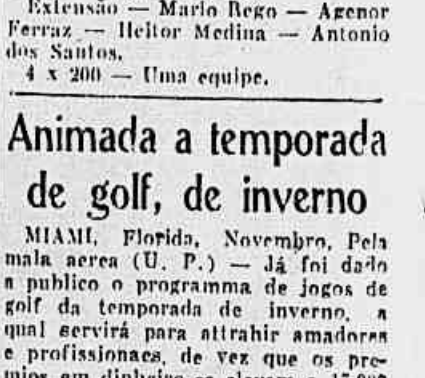 Extensão — Mario Rego — Agenor
Ferraz — Heitor Medina — Antonio
dos Santos.
4 x 200 — Uma equipe.
Animada a temporada
de golf, de inverno
MIAMI, Florida, Novembro, Pela
mala aerea (U. P.) — Já foi dado
a publico o programma de jogos de
golf da temporada de inverno, a
qual servirá para attrahir amadores
e profissionaes, de vez que os pre-
mios em dinheiro se elevam a